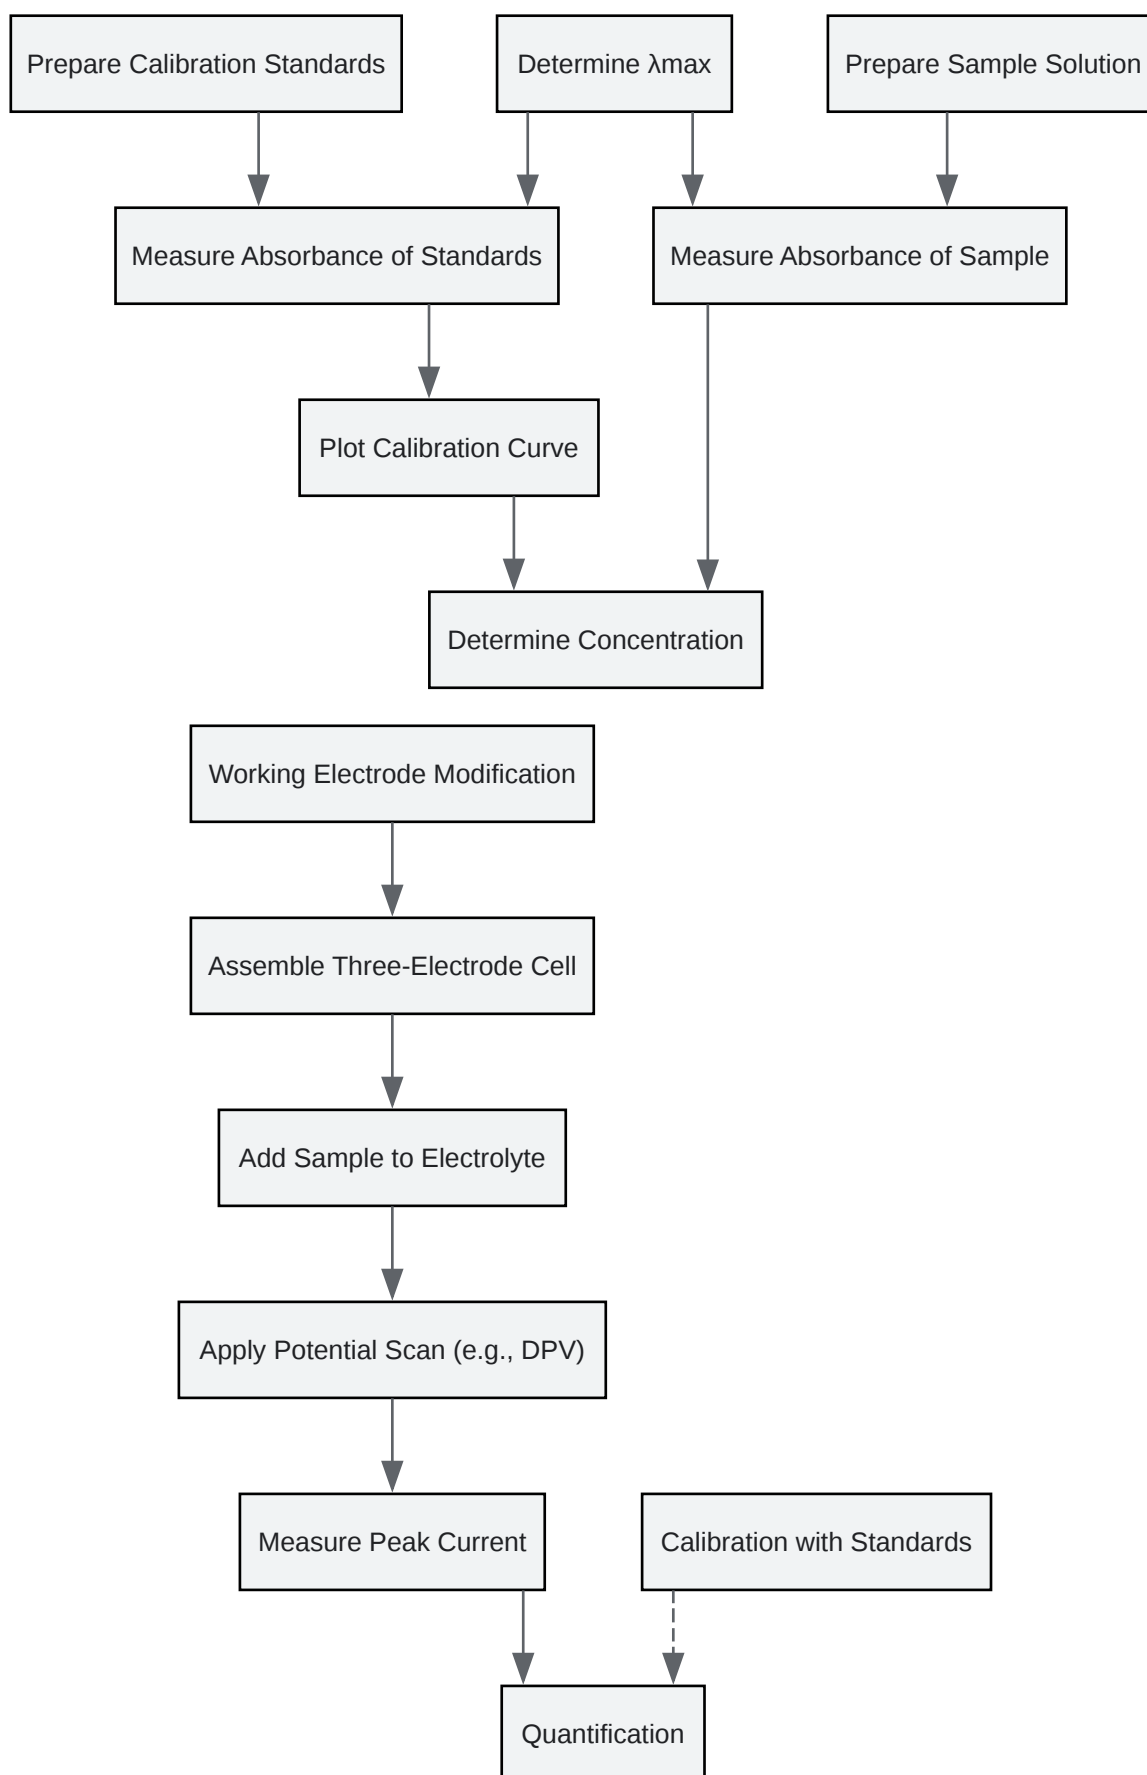 Prepare Calibration Standards
Determine λmax
Prepare Sample Solution
Measure Absorbance of Standards
Measure Absorbance of Sample
Plot Calibration Curve
Determine Concentration
Working Electrode Modification
Assemble Three-Electrode Cell
Add Sample to Electrolyte
Apply Potential Scan (e.g., DPV)
Measure Peak Current
Calibration with Standards
Quantification